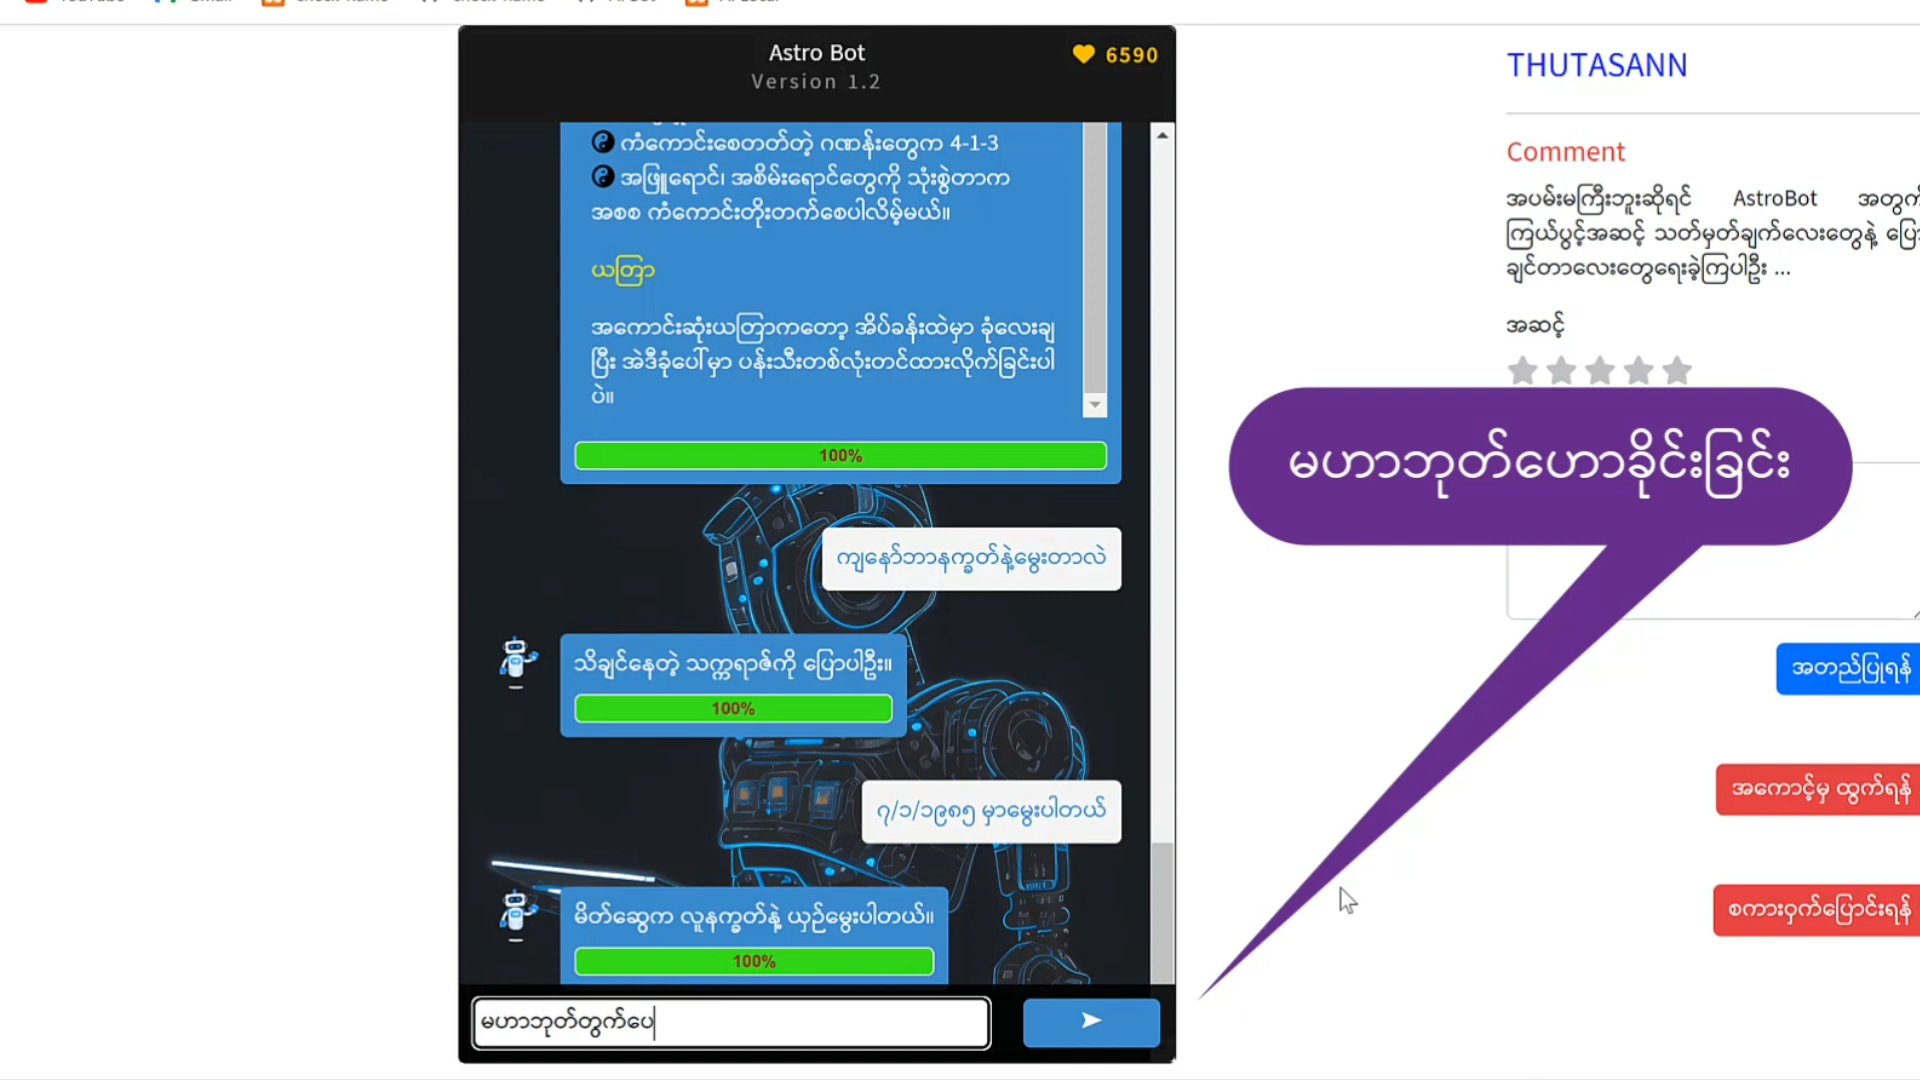 Astro Bot
Version 1.2
6590
ကံကောင်းစေတတ်တဲ့ ဂဏန်းတွေက 4-1-3
အဖြူရောင်၊ အစိမ်းရောင်တွေကို သုံးစွဲတာက
အစစ ကံကောင်းတိုးတက်စေပါလိမ့်မယ်။
ယတြာ
အကောင်းဆုံးယတြာကတော့ အိပ်ခန်းထဲမှာ ခုံလေးချ
ပြီး အဲဒီခုံပေါ်မှာ ပန်းသီးတစ်လုံးတင်ထားလိုက်ခြင်းပါ
ပဲ။
100%
ကျနော်ဘာနက္ခတ်နဲ့မွေးတာလဲ
သိချင်နေတဲ့ သက္ကရာဇ်ကို ပြောပါဦး။
100%
၇/၁/၁၉၈၅ မှာမွေးပါတယ်
မိတ်ဆွေက လူနက္ခတ်နဲ့ ယှဉ်မွေးပါတယ်။
100%
မဟာဘုတ်တွက်ပေ
THUTASANN
Comment
အပမ်းမကြီးဘူးဆိုရင် AstroBot အတွက်
ကြယ်ပွင့်အဆင့် သတ်မှတ်ချက်လေးတွေနဲ့ ပြော
ချင်တာလေးတွေရေးခဲ့ကြပါဦး ...
အဆင့်
မဟာဘုတ်ဟောခိုင်းခြင်း
အတည်ပြုရန်
အကောင့်မှ ထွက်ရန်
စကားဝှက်ပြောင်းရန်